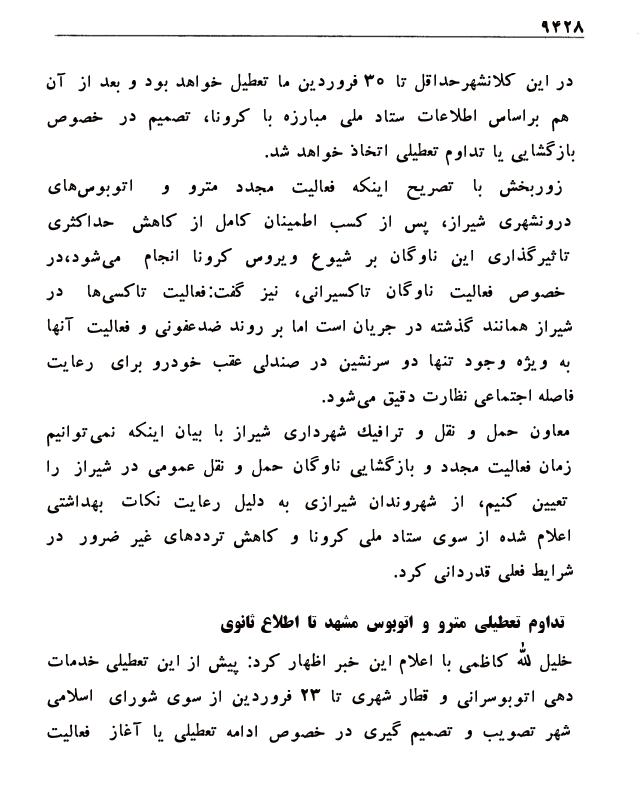 ۹۴۲۸
در این کلانشهرحداقل تا ۳۰ فروردین ما تعطیل خواهد بود و بعد از آن
هم براساس اطلاعات ستاد ملی مبارزه با کرونا، تصمیم در خصوص
بازگشایی یا تداوم تعطیلی اتخاذ خواهد شد.
زوربخش با تصریح اینکه فعالیت مجدد مترو و اتوبوس‌های
درونشهری شیراز، پس از کسب اطمینان کامل از کاهش حداکثری
تاثیرگذاری این ناوگان بر شیوع ویروس کرونا انجام می‌شود،در
خصوص فعالیت ناوگان تاکسیرانی، نیز گفت:فعالیت تاکسی‌ها در
شیراز همانند گذشته در جریان است اما بر روند ضدعفونی و فعالیت آنها
به ویژه وجود تنها دو سرنشین در صندلی عقب خودرو برای رعایت
فاصله اجتماعی نظارت دقیق می‌شود.
معاون حمل و نقل و ترافیك شهرداری شیراز با بیان اینکه نمی‌توانیم
زمان فعالیت مجدد و بازگشایی ناوگان حمل و نقل عمومی در شیراز را
تعیین کنیم، از شهروندان شیرازی به دلیل رعایت نکات بهداشتی
اعلام شده از سوی ستاد ملی کرونا و کاهش ترددهای غیر ضرور در
شرایط فعلی قدردانی کرد.
تداوم تعطیلی مترو و اتوبوس مشهد تا اطلاع ثانوی
خلیل لله کاظمی با اعلام این خبر اظهار کرد: پیش از این تعطیلی خدمات
دهی اتوبوسرانی و قطار شهری تا ۲۳ فروردین از سوی شورای اسلامی
شهر تصویب و تصمیم گیری در خصوص ادامه تعطیلی یا آغاز فعالیت